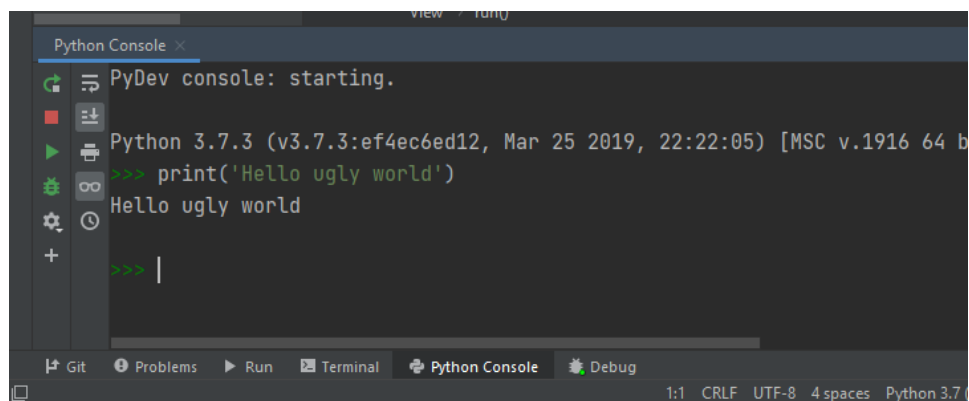 View > run()
Python Console ×
PyDev console: starting.
Python 3.7.3 (v3.7.3:ef4ec6ed12, Mar 25 2019, 22:22:05) [MSC v.1916 64 b
>>> print('Hello ugly world')
Hello ugly world
>>>
Git Problems Run Terminal Python Console Debug
1:1 CRLF UTF-8 4 spaces Python 3.7 (